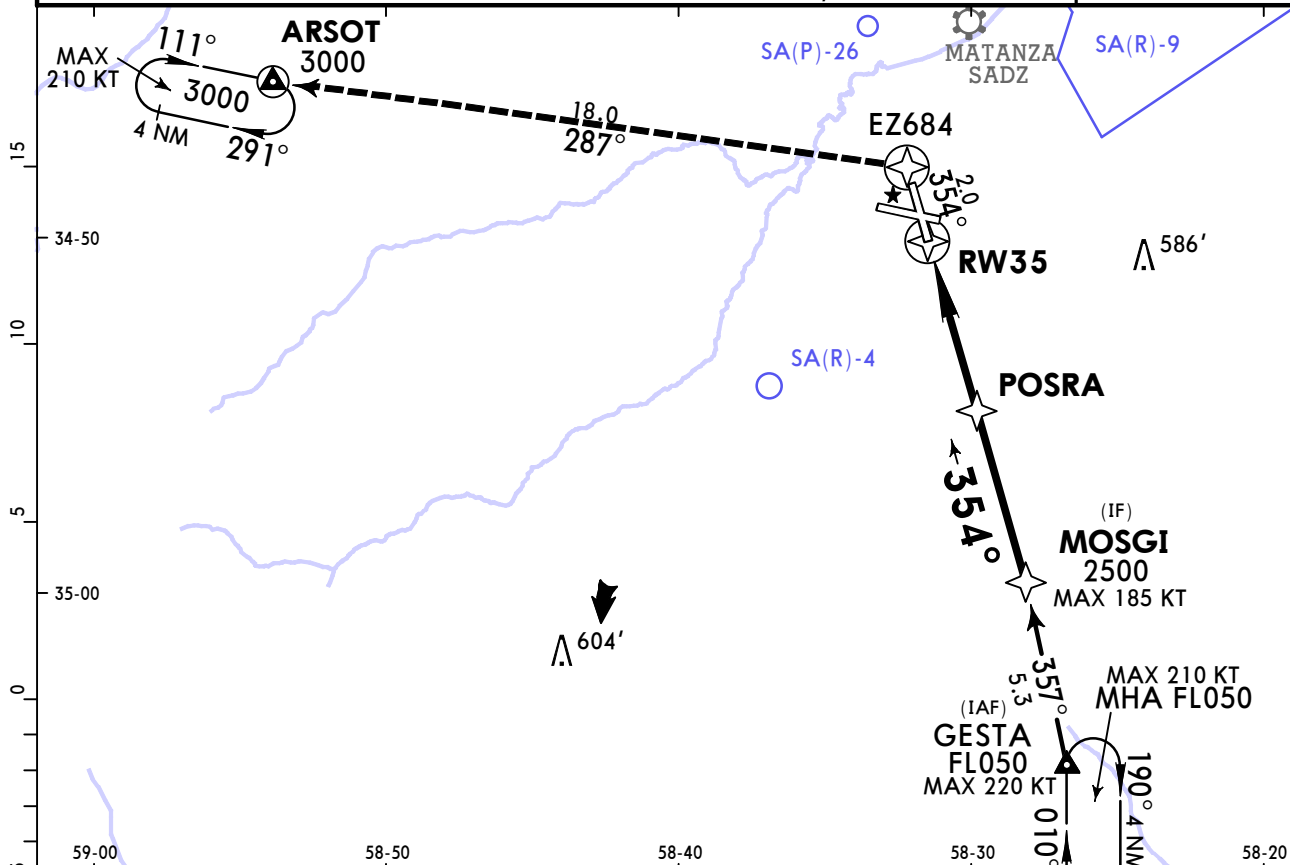 ARSOT
3000
MAX
210 KT
111°
3000
4 NM
291°
18.0
287°
SA(P)-26
MATANZA
SADZ
SA(R)-9
EZ684
2.0
354°
RW35
586'
15
34-50
10
SA(R)-4
POSRA
354°
(IF)
MOSGI
2500
MAX 185 KT
5
35-00
604'
357°
5.3
MAX 210 KT
MHA FL050
(IAF)
GESTA
FL050
MAX 220 KT
0
190°
4 NM
010°
59-00
58-50
58-40
58-30
58-20